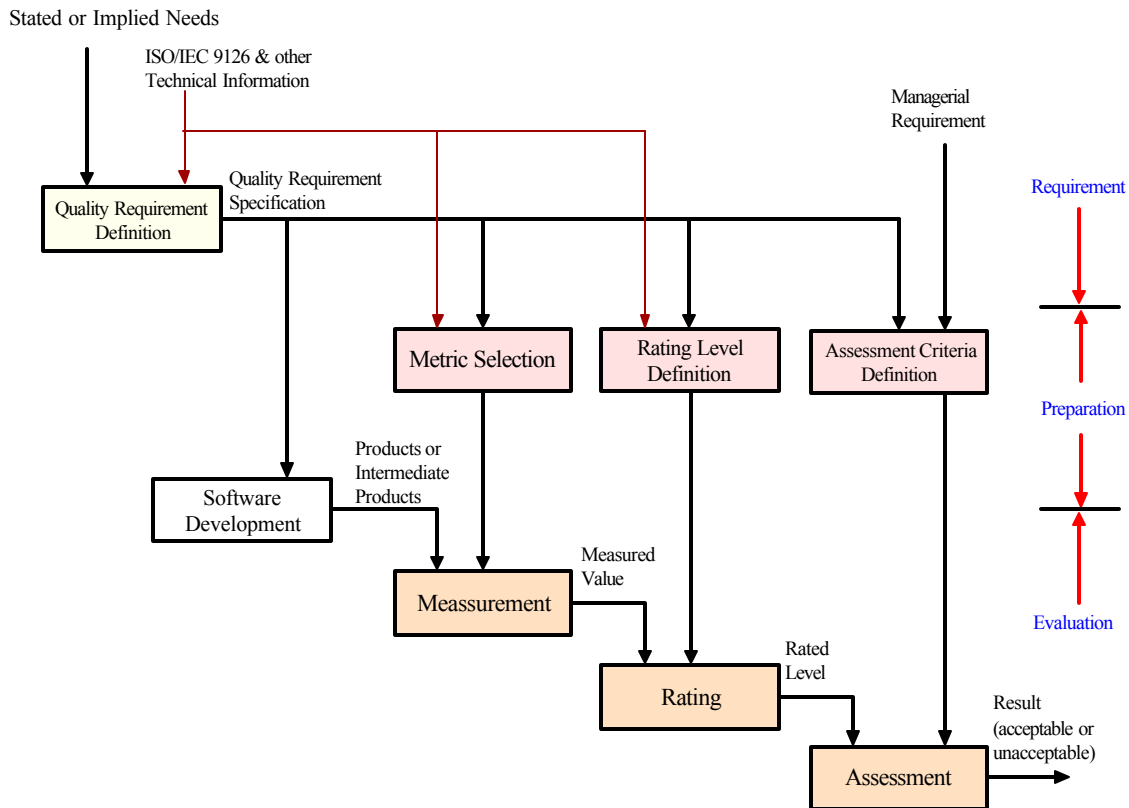 Stated or Implied Needs
ISO/IEC 9126 & other
Technical Information
Managerial
Requirement
Quality Requirement
Specification
Requirement
Quality Requirement
Definition
Metric Selection
Rating Level
Definition
Assessment Criteria
Definition
Preparation
Products or
Intermediate
Products
Software
Development
Measured
Value
Meassurement
Evaluation
Rated
Level
Rating
Result
(acceptable or
unacceptable)
Assessment